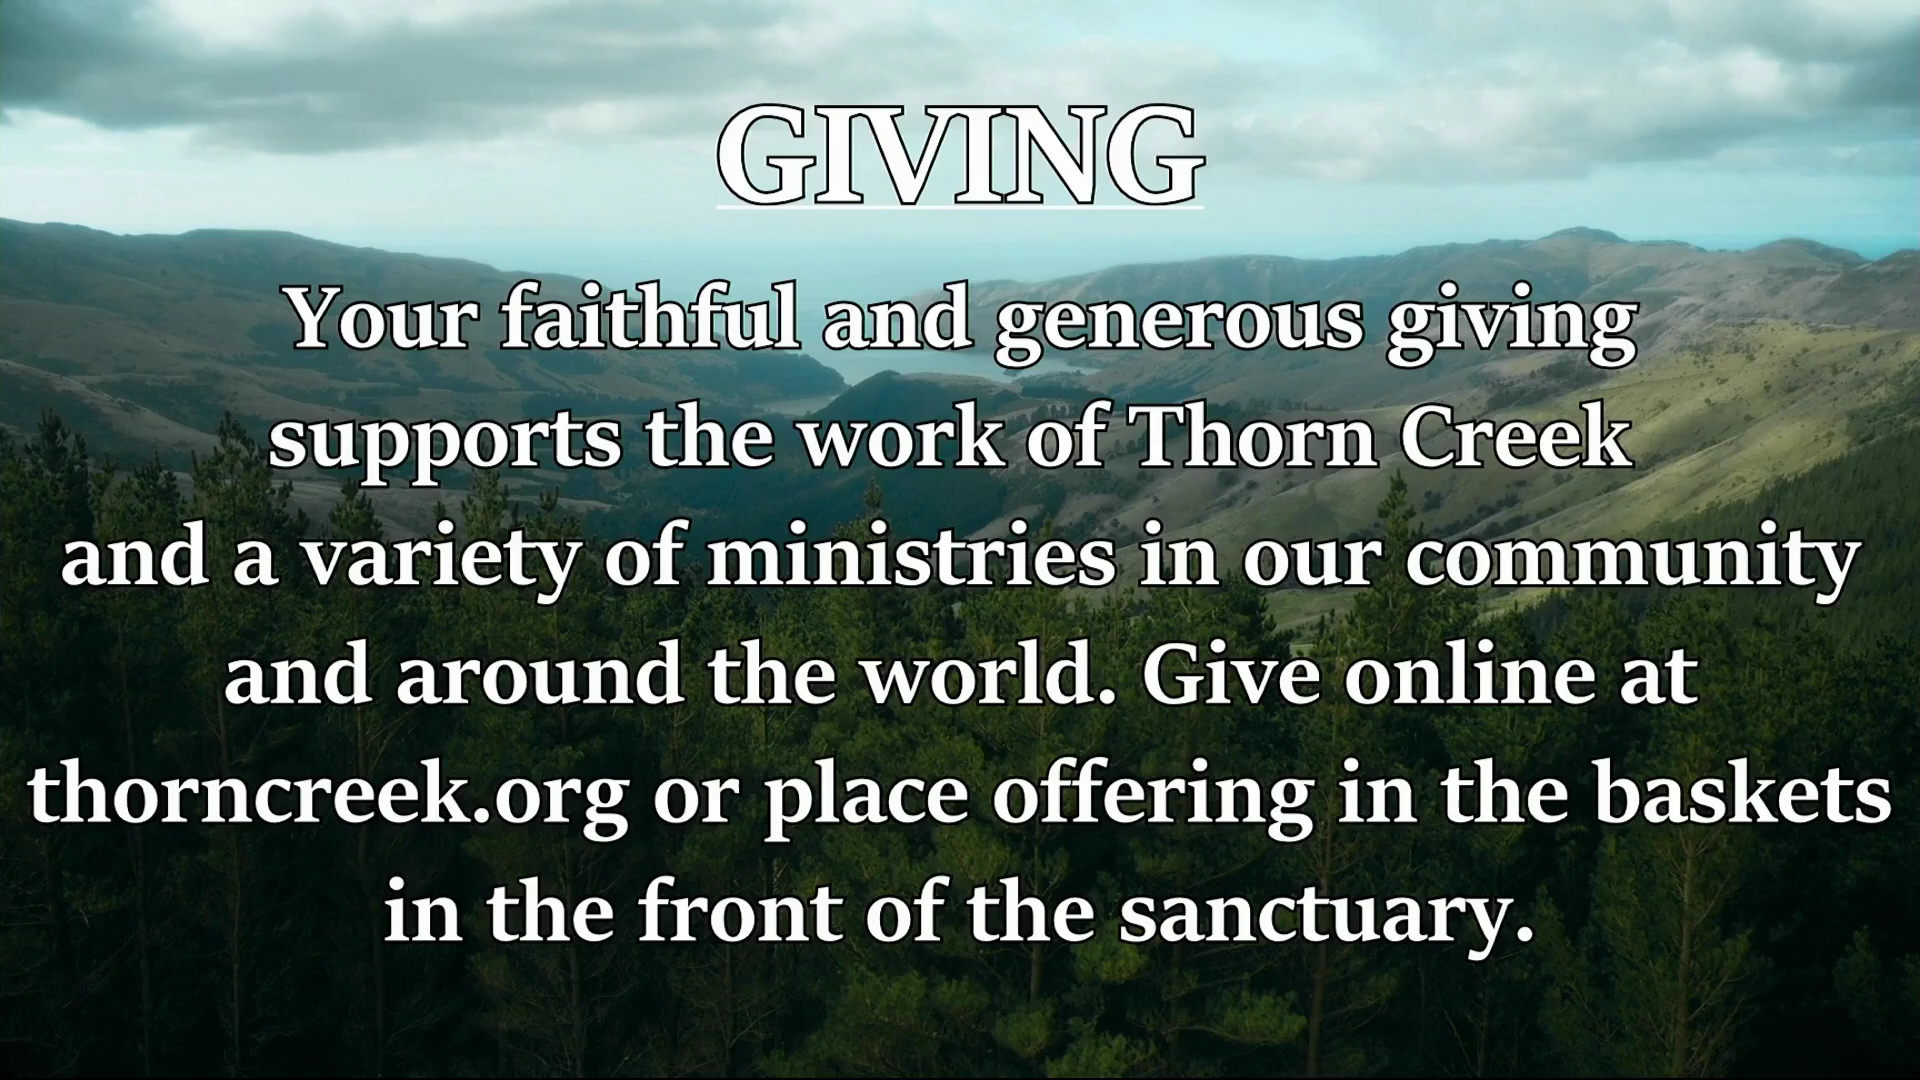 GIVING
Your faithful and generous giving
supports the work of Thorn Creek
and a variety of ministries in our community
and around the world. Give online at
thorncreek.org or place offering in the baskets
in the front of the sanctuary.